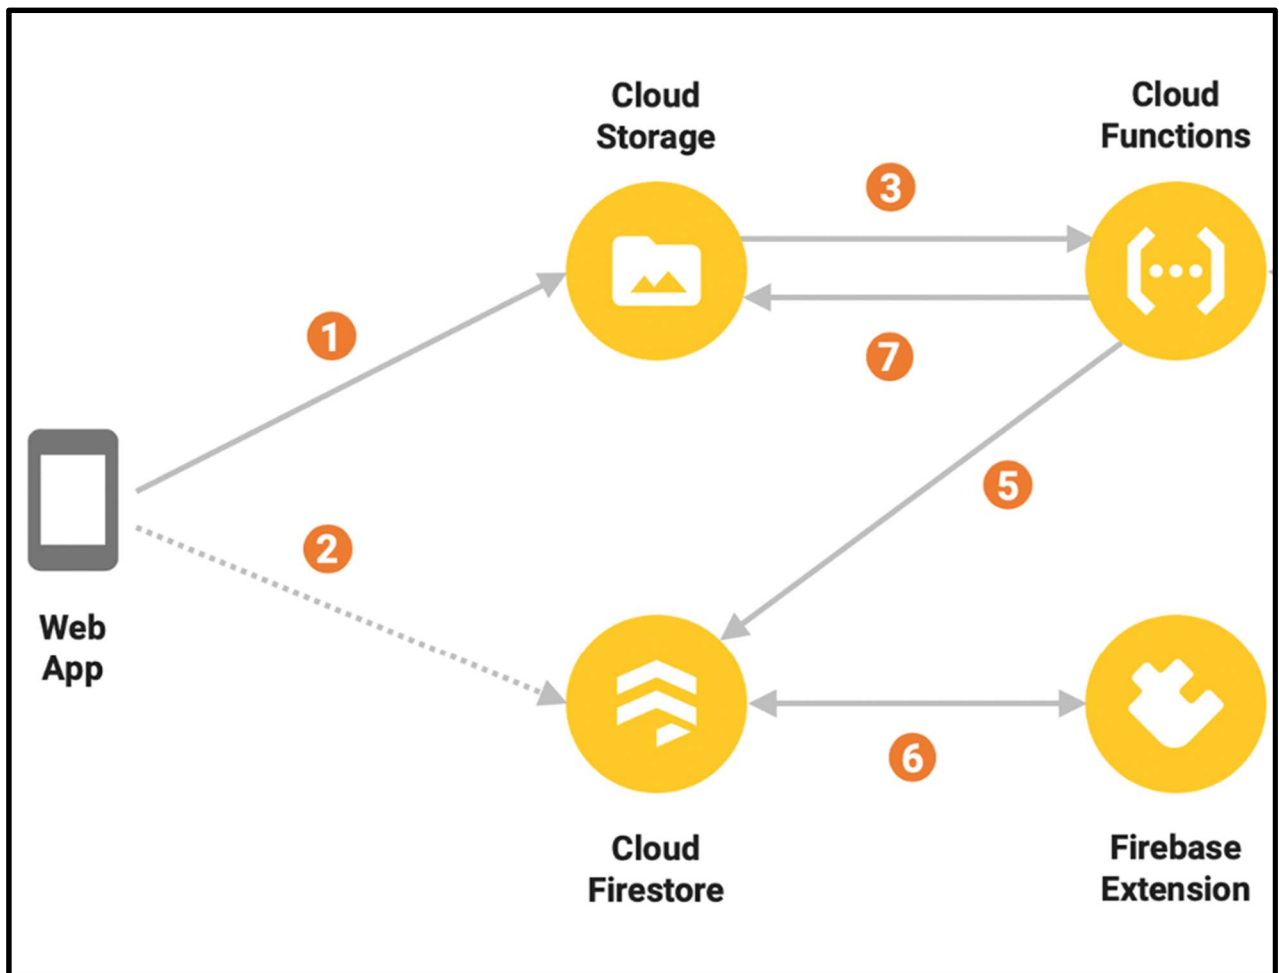 Cloud
Storage
Cloud
Functions
3
1
7
5
2
Web
App
6
Cloud
Firestore
Firebase
Extension